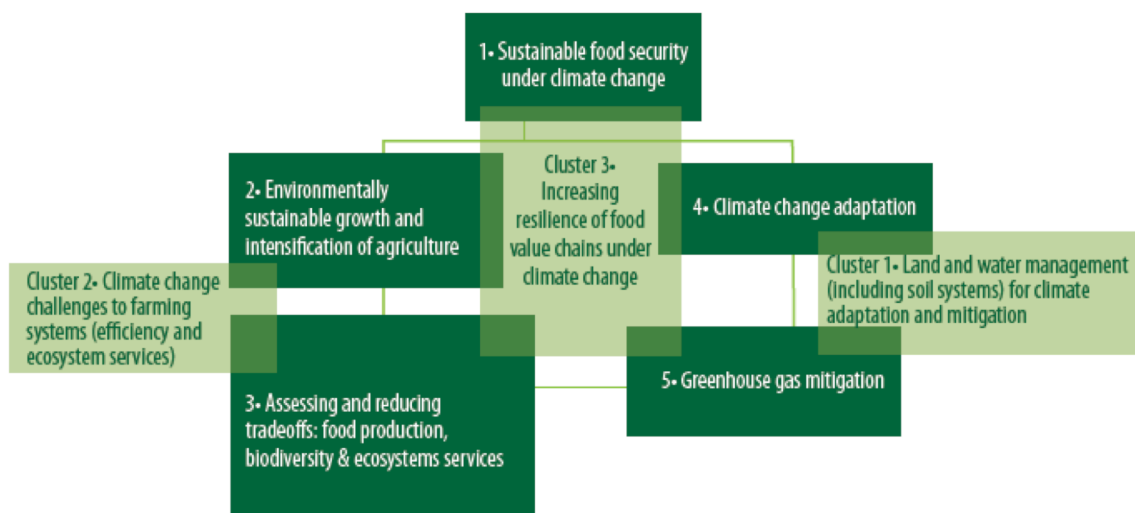 1• Sustainable food security
under climate change
Cluster 3•
Increasing
resilience of food
value chains under
climate change
2• Environmentally
sustainable growth and
intensification of agriculture
4• Climate change adaptation
Cluster 2• Climate change
challenges to farming
systems (efficiency and
ecosystem services)
Cluster 1• Land and water management
(including soil systems) for climate
adaptation and mitigation
3• Assessing and reducing
tradeoffs: food production,
biodiversity & ecosystems services
5• Greenhouse gas mitigation